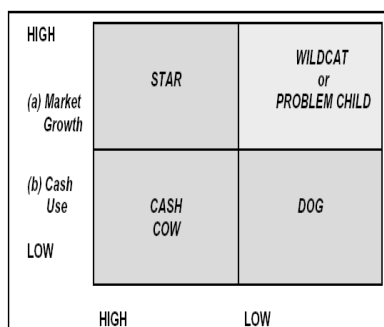 HIGH
(a) Market
Growth
(b) Cash
Use
LOW
STAR
WILDCAT
or
PROBLEM CHILD
CASH
COW
DOG
HIGH
LOW